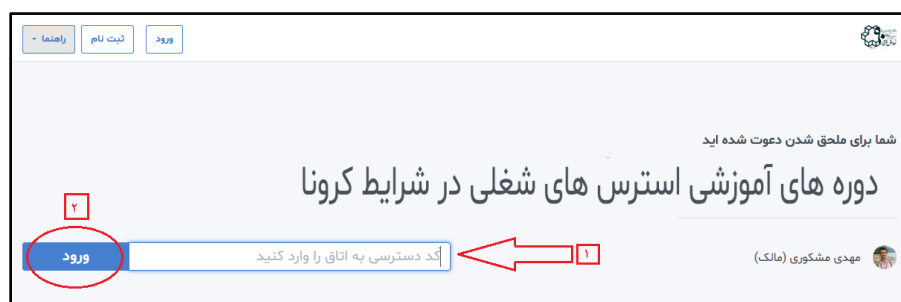 ورود
ثبت نام
راهنما
شما برای ملحق شدن دعوت شده اید
دوره های آموزشی استرس های شغلی در شرایط کرونا
۲
مهدی مشکوری (مالک)
۱
کد دسترسی به اتاق را وارد کنید
ورود